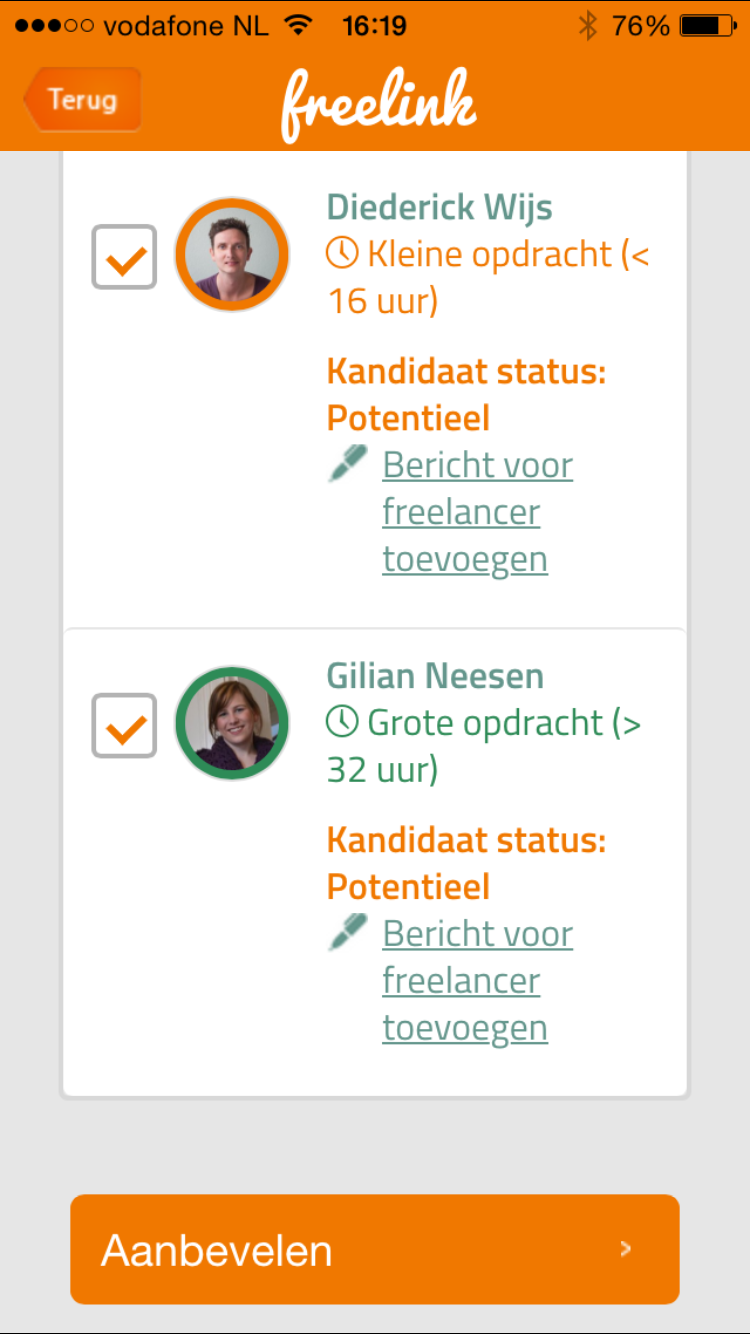 vodafone NL 16:19 76%
Terug
freelink
Diederick Wijs
Kleine opdracht (<
16 uur)
Kandidaat status:
Potentieel
Bericht voor
freelancer
toevoegen
Gilian Neesen
Grote opdracht (>
32 uur)
Kandidaat status:
Potentieel
Bericht voor
freelancer
toevoegen
Aanbevelen